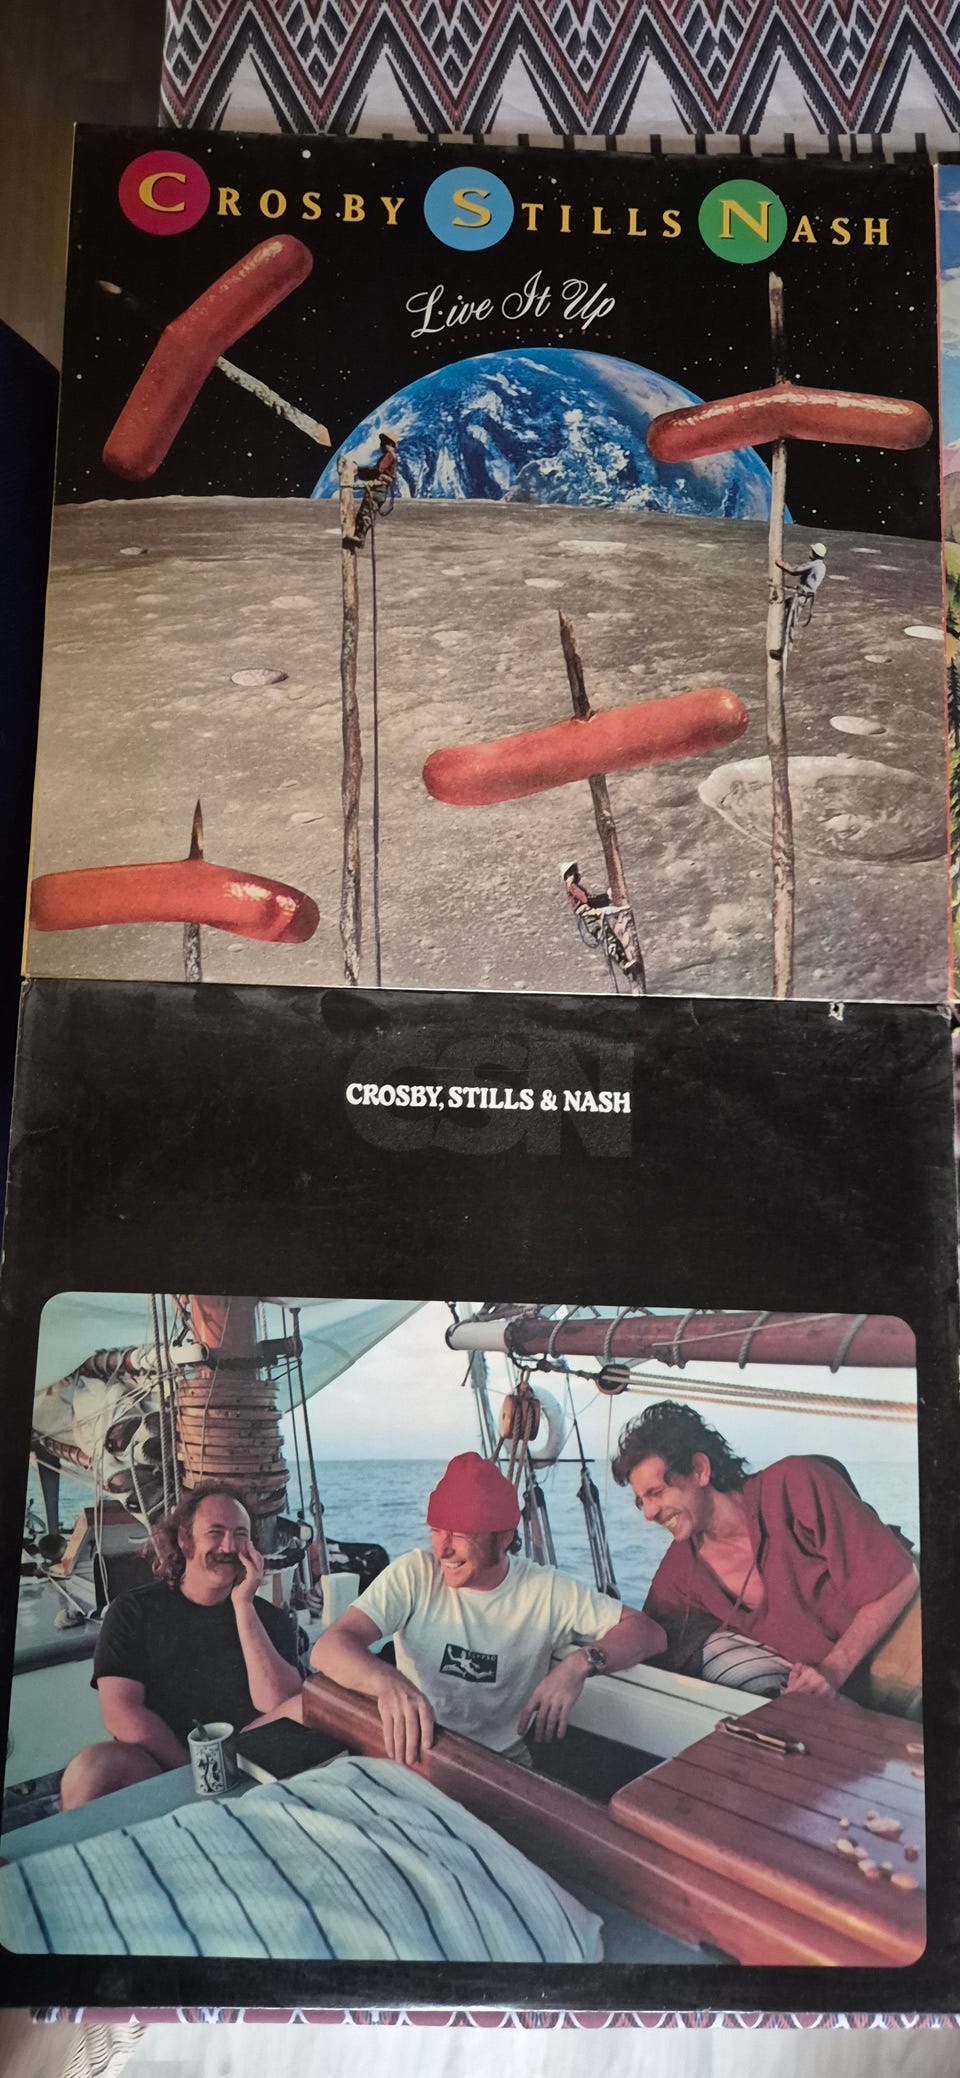 CROSBY STILLS NASH
Live It Up
CSN
CROSBY, STILLS & NASH